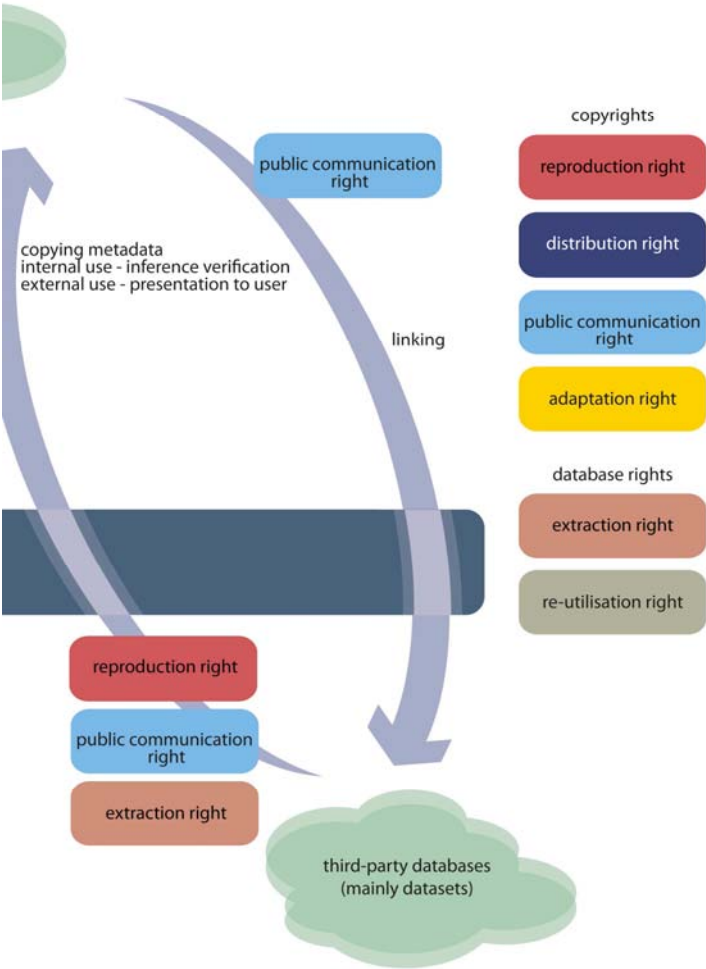 public communication
right
copying metadata
internal use - inference verification
external use - presentation to user
linking
copyrights
reproduction right
distribution right
public communication
right
adaptation right
database rights
extraction right
re-utilisation right
reproduction right
public communication
right
extraction right
third-party databases
(mainly datasets)